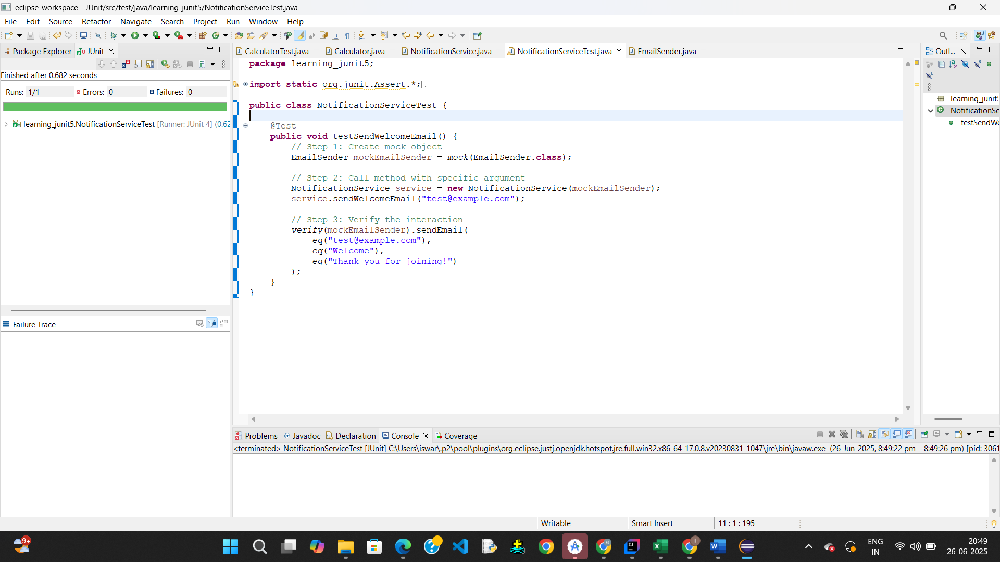 eclipse-workspace - JUnit/src/test/java/learning_junit5/NotificationServiceTest.java
File Edit Source Refactor Navigate Search Project Run Window Help
Package Explorer JUnit
CalculatorTest.java Calculator.java NotificationService.java NotificationServiceTest.java EmailSender.java
Outl...
Finished after 0.682 seconds
Runs: 1/1 Errors: 0 Failures: 0
learning_junit5.NotificationServiceTest [Runner: JUnit 4] (0.62
package learning_junit5;
import static org.junit.Assert.*;
public class NotificationServiceTest {
@Test
public void testSendWelcomeEmail() {
// Step 1: Create mock object
EmailSender mockEmailSender = mock(EmailSender.class);
// Step 2: Call method with specific argument
NotificationService service = new NotificationService(mockEmailSender);
service.sendWelcomeEmail("test@example.com");
// Step 3: Verify the interaction
verify(mockEmailSender).sendEmail(
eq("test@example.com"),
eq("Welcome"),
eq("Thank you for joining!")
);
}
}
learning_junit5
NotificationSe
testSendWe
Failure Trace
Problems Javadoc Declaration Console Coverage
<terminated> NotificationServiceTest [JUnit] C:\Users\iswar\.p2\pool\plugins\org.eclipse.justj.openjdk.hotspot.jre.full.win32.x86_64_17.0.8.v20230831-1047\jre\bin\javaw.exe (26-Jun-2025, 8:49:22 pm – 8:49:26 pm) [pid: 3061
Writable Smart Insert 11 : 1 : 195
9+
ENG
IN
20:49
26-06-2025